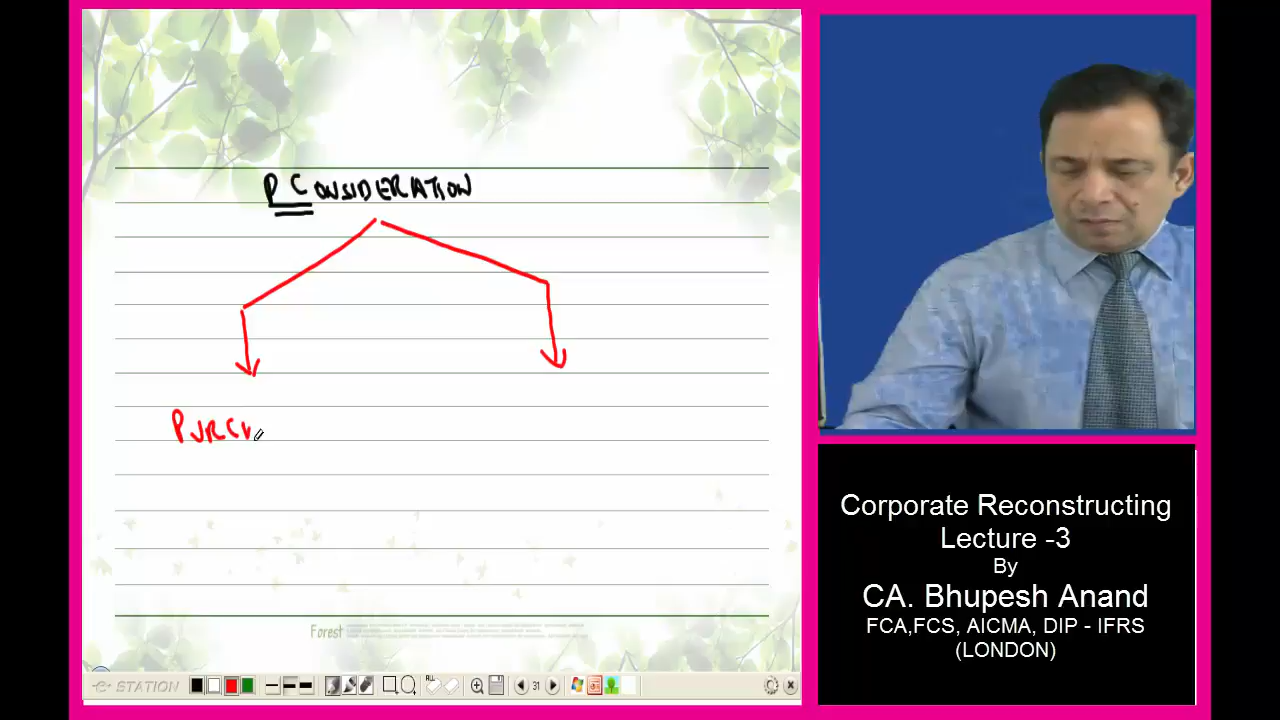 P CONSIDERATION
PURCH
Forest
e-STATION
31
Corporate Reconstructing
Lecture -3
By
CA. Bhupesh Anand
FCA,FCS, AICMA, DIP - IFRS
(LONDON)